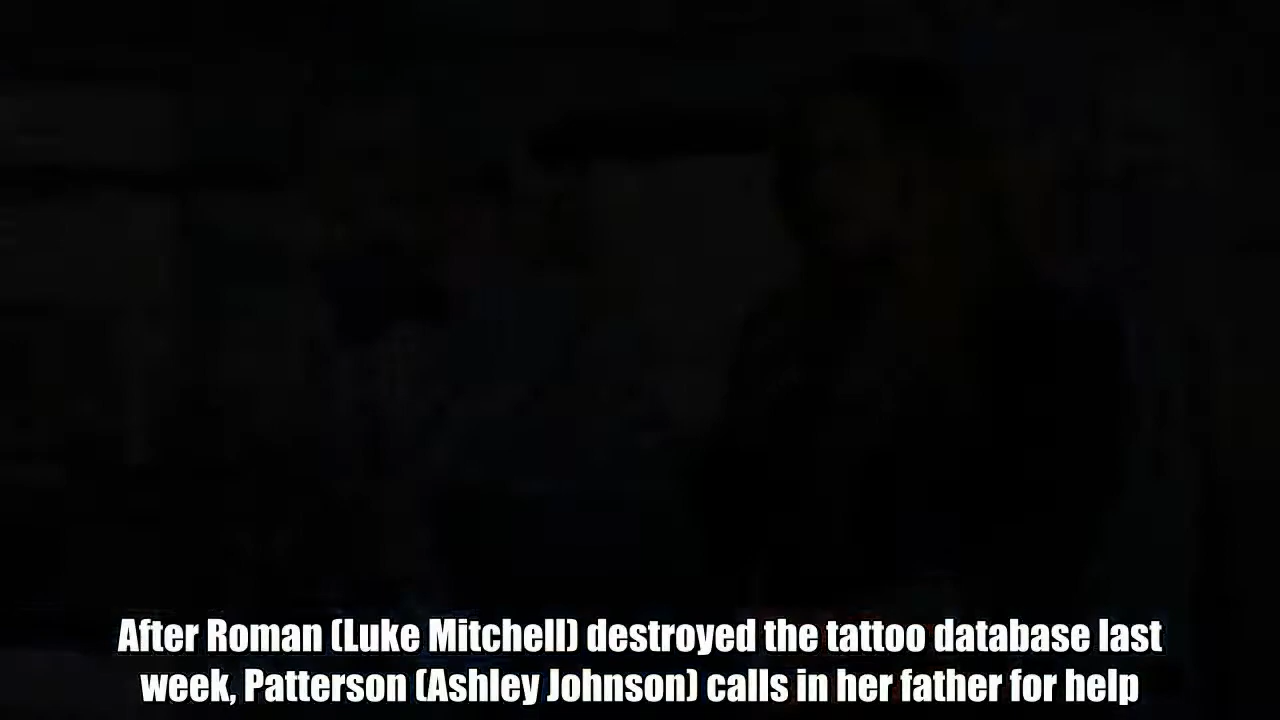 After Roman (Luke Mitchell) destroyed the tattoo database last
week, Patterson (Ashley Johnson) calls in her father for help